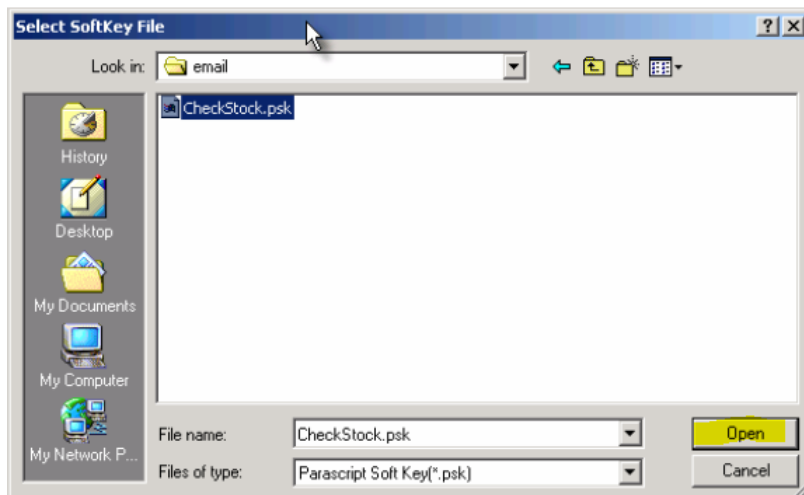 Select SoftKey File
Look in: email
CheckStock.psk
History
Desktop
My Documents
My Computer
My Network P...
File name: CheckStock.psk Open
Files of type: Parascript Soft Key(*.psk) Cancel